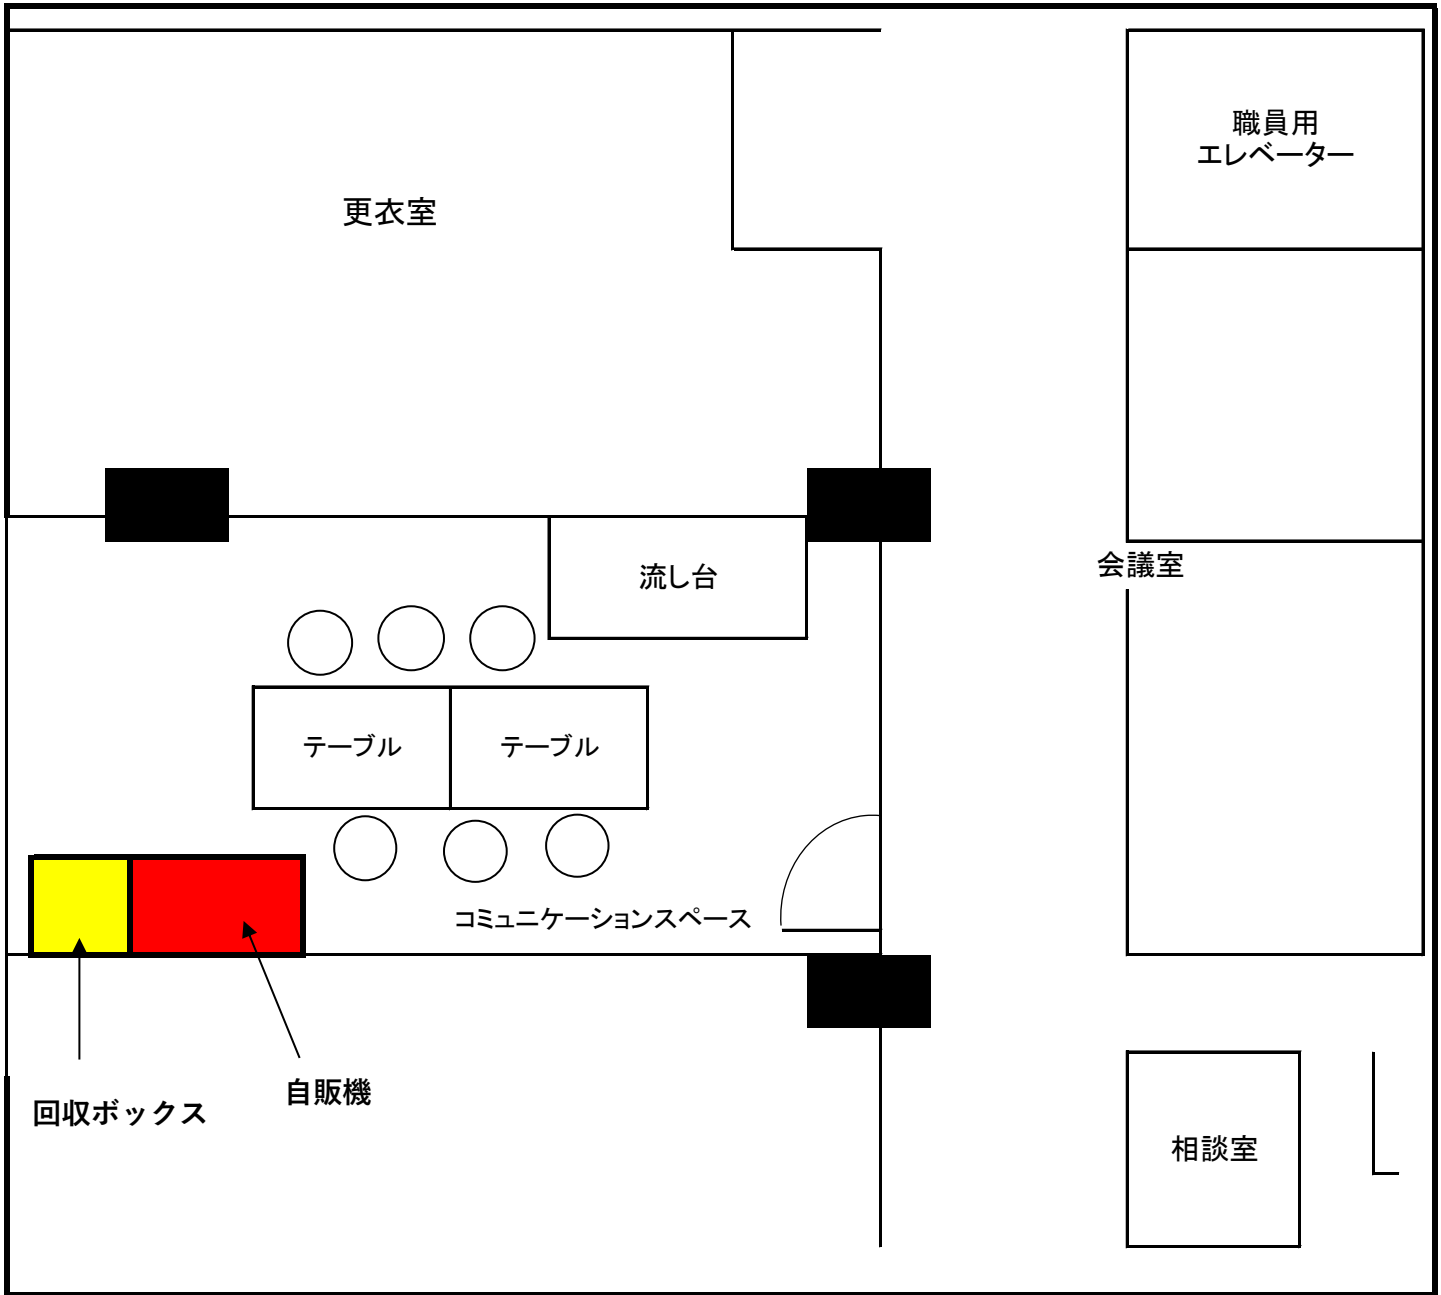 職員用
エレベーター
更衣室
会議室
流し台
テーブル
テーブル
コミュニケーションスペース
自販機
回収ボックス
相談室